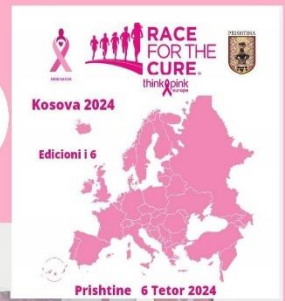 RACE
FOR THE
CURE
think pink
europe
PRISHTINA
Kosova 2024
Edicioni i 6
Prishtine 6 Tetor 2024